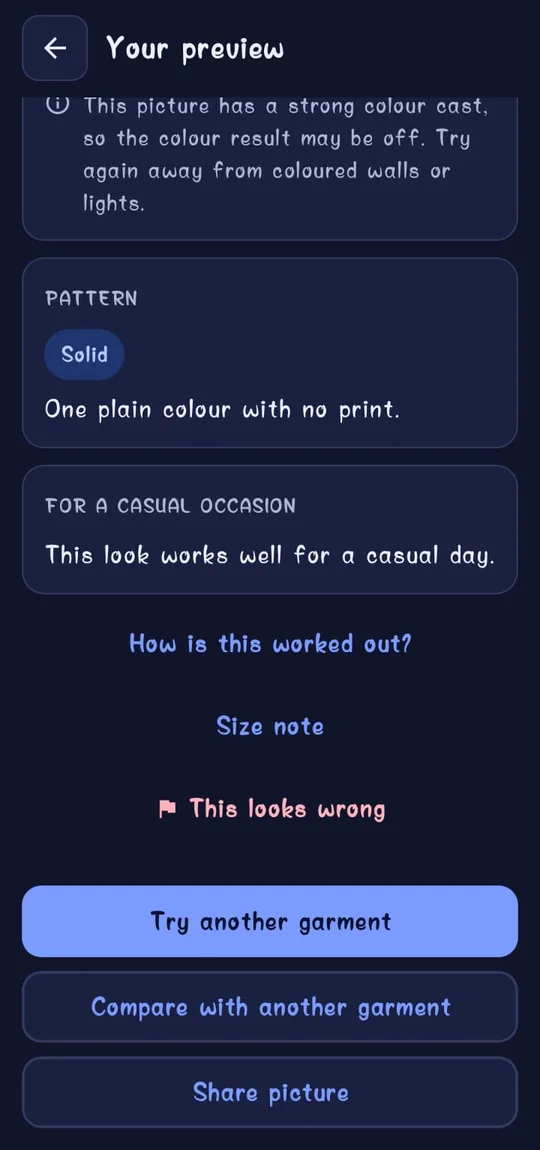 Your preview
This picture has a strong colour cast,
so the colour result may be off. Try
again away from coloured walls or
lights.
PATTERN
Solid
One plain colour with no print.
FOR A CASUAL OCCASION
This look works well for a casual day.
How is this worked out?
Size note
This looks wrong
Try another garment
Compare with another garment
Share picture